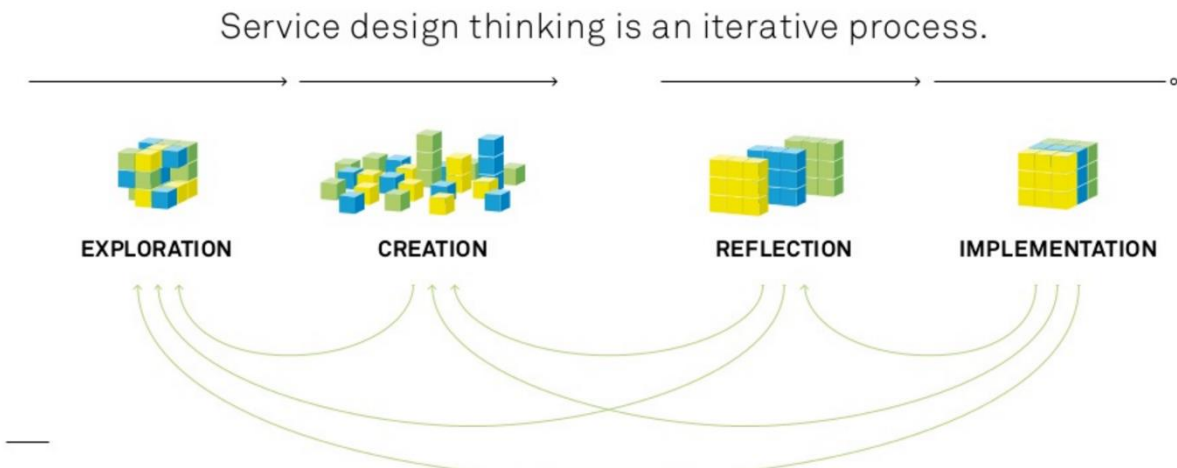 Service design thinking is an iterative process.
EXPLORATION
CREATION
REFLECTION
IMPLEMENTATION